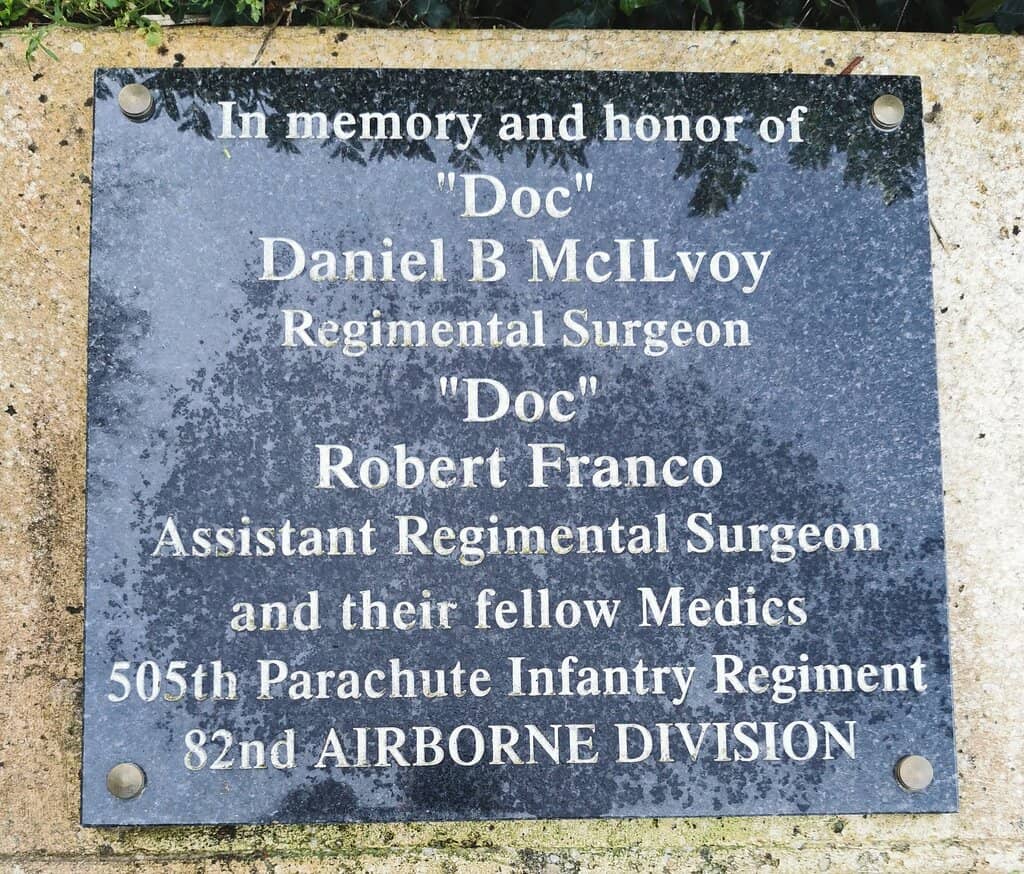 In memory and honor of
"Doc"
Daniel B McILvoy
Regimental Surgeon
"Doc"
Robert Franco
Assistant Regimental Surgeon
and their fellow Medics
505th Parachute Infantry Regiment
82nd AIRBORNE DIVISION